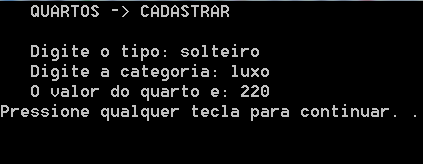 QUARTOS -> CADASTRAR
Digite o tipo: solteiro
Digite a categoria: luxo
O valor do quarto e: 220
Pressione qualquer tecla para continuar. .